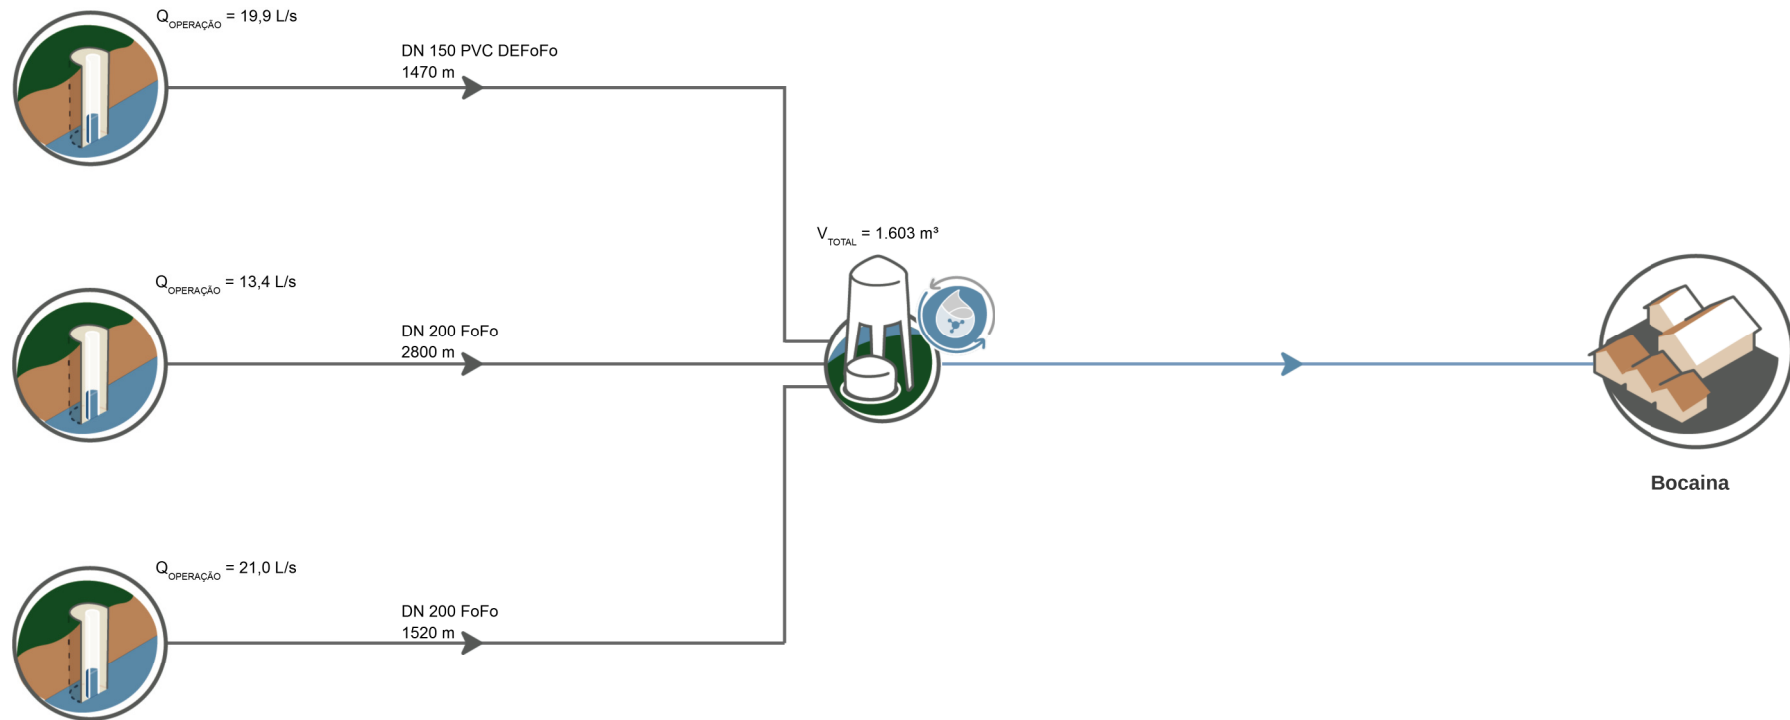 QOPERAÇÃO = 19,9 L/s
DN 150 PVC DEFoFo
1470 m
VTOTAL = 1.603 m³
QOPERAÇÃO = 13,4 L/s
DN 200 FoFo
2800 m
Bocaina
QOPERAÇÃO = 21,0 L/s
DN 200 FoFo
1520 m